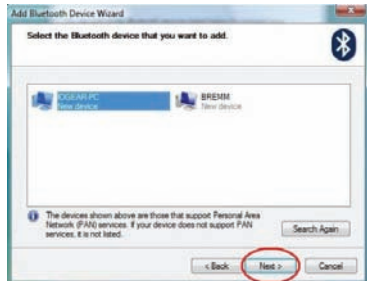 Add Bluetooth Device Wizard
Select the Bluetooth device that you want to add.
IOGEAR-PC
New device
BREMM
New device
The devices shown above are those that support Personal Area
Network (PAN) services. If your device does not support PAN
services, it is not listed.
Search Again
< Back
Next >
Cancel